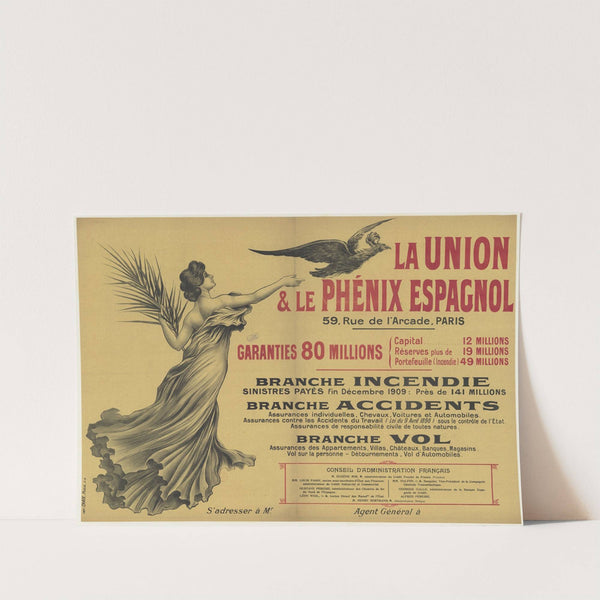 LA UNION
& LE PHÉNIX ESPAGNOL
59, Rue de l'Arcade, PARIS
GARANTIES 80 MILLIONS
Capital 12 MILLIONS
Réserves plus de 19 MILLIONS
Portefeuille (Incendie) 49 MILLIONS
BRANCHE INCENDIE
SINISTRES PAYÉS fin Décembre 1909 : Près de 141 MILLIONS
BRANCHE ACCIDENTS
Assurances individuelles, Chevaux, Voitures et Automobiles.
Assurances contre les Accidents du Travail (Loi du 9 Avril 1898) sous le contrôle de l'Etat.
Assurances de responsabilité civile de toutes natures.
BRANCHE VOL
Assurances des Appartements, Villas, Châteaux, Banques, Magasins
Vol sur la personne - Détournements, Vol d'Automobiles.
CONSEIL D'ADMINISTRATION FRANÇAIS
S'adresser à Mr
Agent Général à